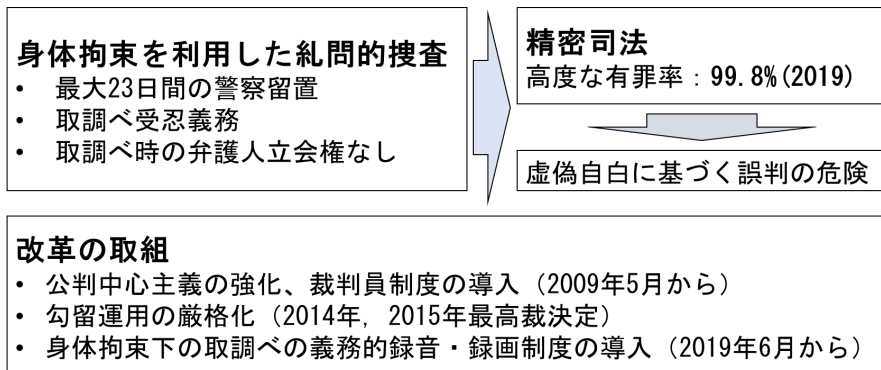 身体拘束を利用した糺問的捜査
• 最大23日間の警察留置
• 取調べ受忍義務
• 取調べ時の弁護人立会権なし
精密司法
高度な有罪率：99.8%(2019)
虚偽自白に基づく誤判の危険
改革の取組
• 公判中心主義の強化、裁判員制度の導入（2009年5月から）
• 勾留運用の厳格化（2014年，2015年最高裁決定）
• 身体拘束下の取調べの義務的録音・録画制度の導入（2019年6月から）